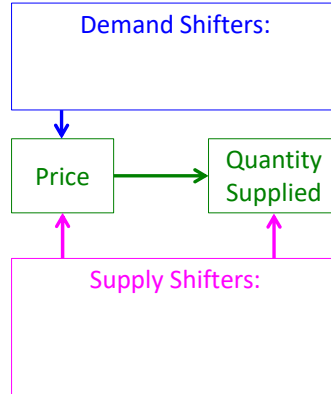 Demand Shifters:
Price
Quantity
Supplied
Supply Shifters: